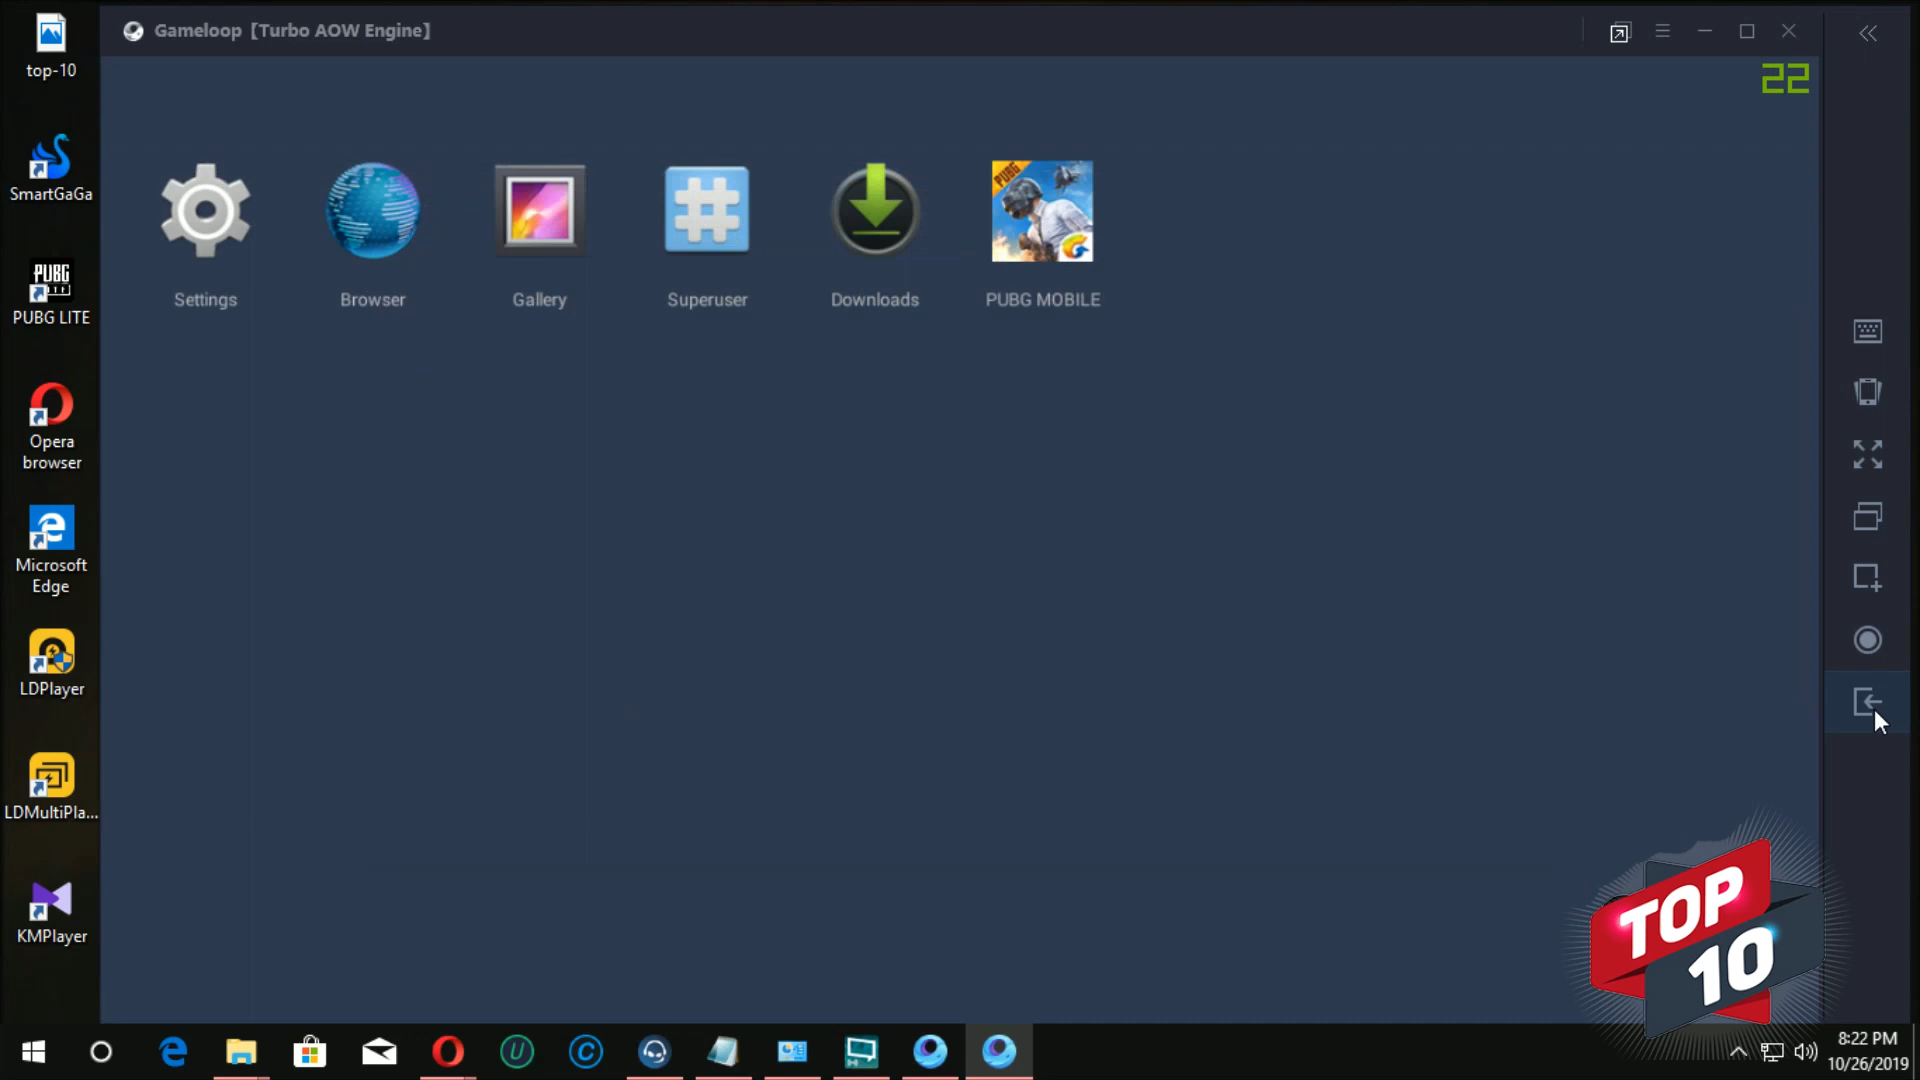 Gameloop [Turbo AOW Engine]
22
top-10
SmartGaGa
PUBG
PUBG LITE
Opera
browser
Microsoft
Edge
LDPlayer
LDMultiPla...
KMPlayer
PUBG
Settings
Browser
Gallery
Superuser
Downloads
PUBG MOBILE
TOP
10
8:22 PM
10/26/2019